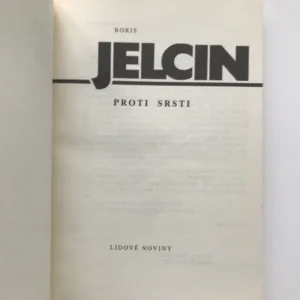 BORIS
JELCIN
PROTI SRSTI
LIDOVÉ NOVINY